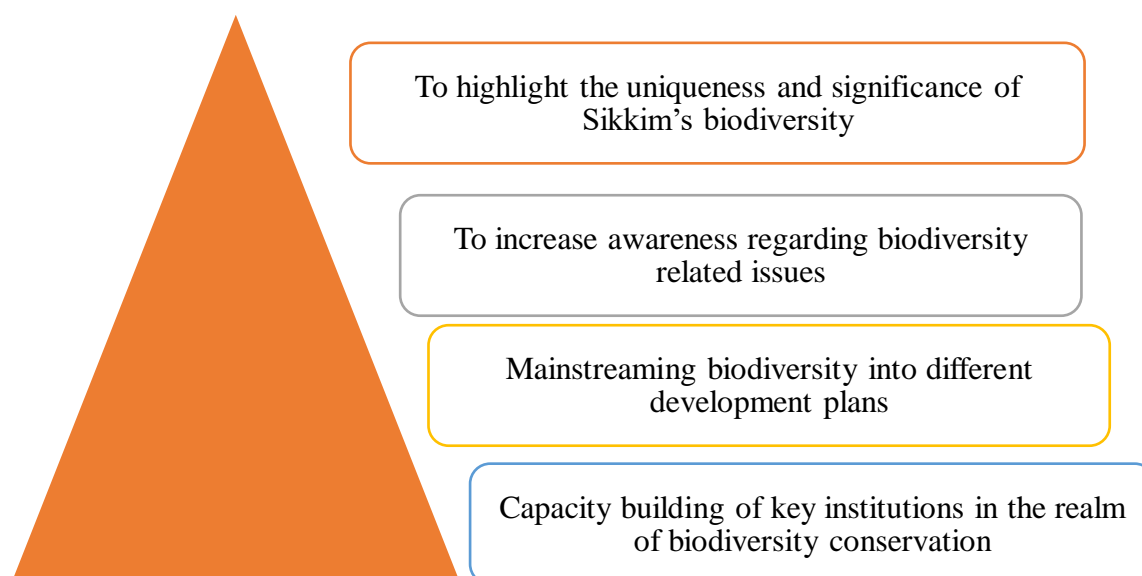 To highlight the uniqueness and significance of
Sikkim’s biodiversity
To increase awareness regarding biodiversity
related issues
Mainstreaming biodiversity into different
development plans
Capacity building of key institutions in the realm
of biodiversity conservation